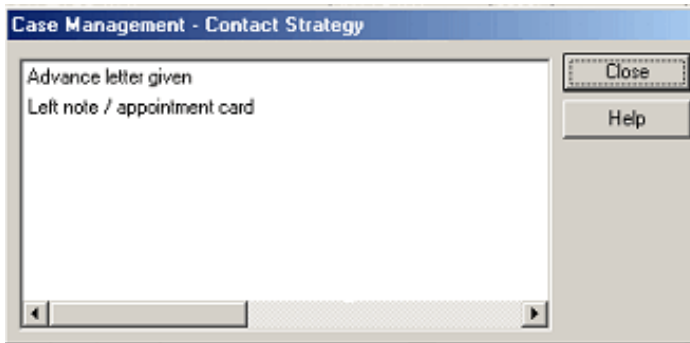 Case Management - Contact Strategy
Advance letter given
Left note / appointment card
Close
Help